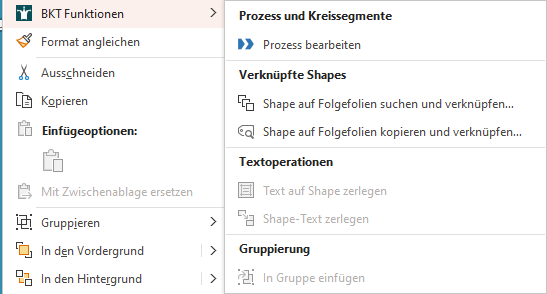 BKT Funktionen
Format angleichen
Ausschneiden
Kopieren
Einfügeoptionen:
Mit Zwischenablage ersetzen
Gruppieren
In den Vordergrund
In den Hintergrund
Prozess und Kreissegmente
Prozess bearbeiten
Verknüpfte Shapes
Shape auf Folgefolien suchen und verknüpfen...
Shape auf Folgefolien kopieren und verknüpfen...
Textoperationen
Text auf Shape zerlegen
Shape-Text zerlegen
Gruppierung
In Gruppe einfügen